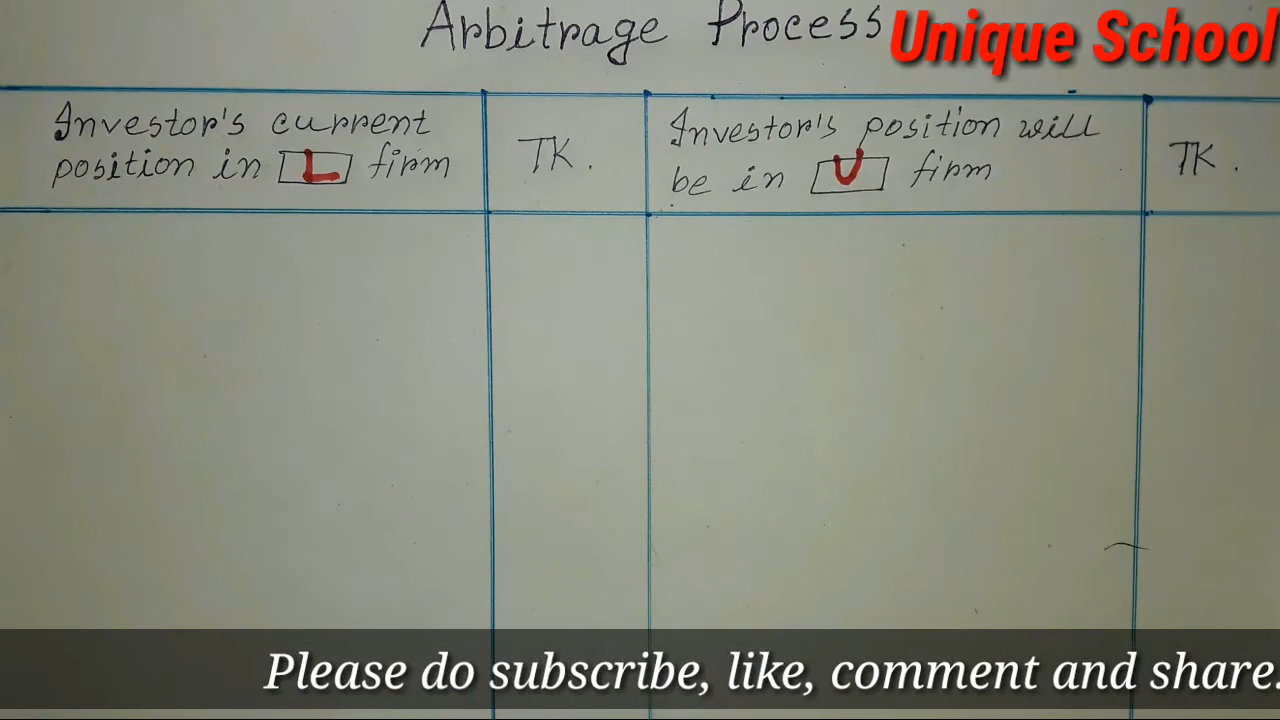 Arbitrage Process
Unique School
Investor's current
position in L firm
TK.
Investor's position will
be in U firm
TK.
Please do subscribe, like, comment and share.